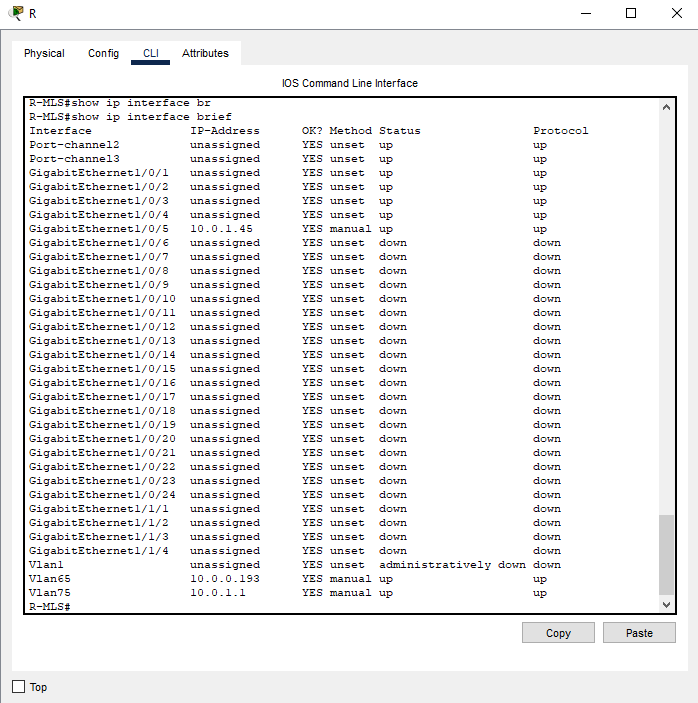 R
Physical Config CLI Attributes
IOS Command Line Interface
R-MLS#show ip interface br
R-MLS#show ip interface brief
Interface IP-Address OK? Method Status Protocol
Port-channel2 unassigned YES unset up up
Port-channel3 unassigned YES unset up up
GigabitEthernet1/0/1 unassigned YES unset up up
GigabitEthernet1/0/2 unassigned YES unset up up
GigabitEthernet1/0/3 unassigned YES unset up up
GigabitEthernet1/0/4 unassigned YES unset up up
GigabitEthernet1/0/5 10.0.1.45 YES manual up up
GigabitEthernet1/0/6 unassigned YES unset down down
GigabitEthernet1/0/7 unassigned YES unset down down
GigabitEthernet1/0/8 unassigned YES unset down down
GigabitEthernet1/0/9 unassigned YES unset down down
GigabitEthernet1/0/10 unassigned YES unset down down
GigabitEthernet1/0/11 unassigned YES unset down down
GigabitEthernet1/0/12 unassigned YES unset down down
GigabitEthernet1/0/13 unassigned YES unset down down
GigabitEthernet1/0/14 unassigned YES unset down down
GigabitEthernet1/0/15 unassigned YES unset down down
GigabitEthernet1/0/16 unassigned YES unset down down
GigabitEthernet1/0/17 unassigned YES unset down down
GigabitEthernet1/0/18 unassigned YES unset down down
GigabitEthernet1/0/19 unassigned YES unset down down
GigabitEthernet1/0/20 unassigned YES unset down down
GigabitEthernet1/0/21 unassigned YES unset down down
GigabitEthernet1/0/22 unassigned YES unset down down
GigabitEthernet1/0/23 unassigned YES unset down down
GigabitEthernet1/0/24 unassigned YES unset down down
GigabitEthernet1/1/1 unassigned YES unset down down
GigabitEthernet1/1/2 unassigned YES unset down down
GigabitEthernet1/1/3 unassigned YES unset down down
GigabitEthernet1/1/4 unassigned YES unset down down
Vlan1 unassigned YES unset administratively down down
Vlan65 10.0.0.193 YES manual up up
Vlan75 10.0.1.1 YES manual up up
R-MLS#
Copy Paste
Top